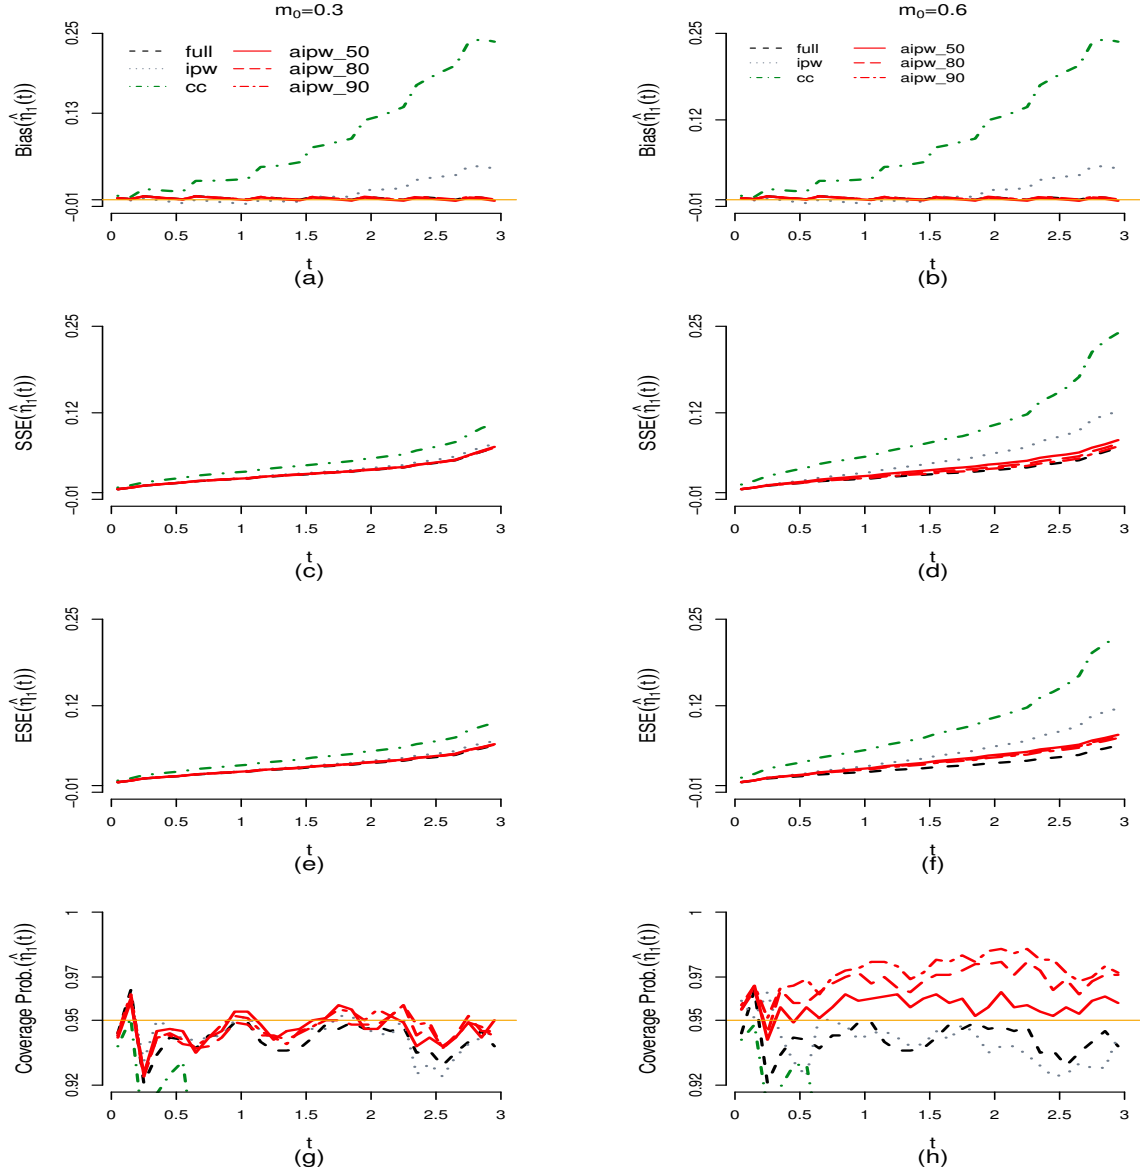 m₀=0.3
m₀=0.6
Bias(η̂₁(t))
0.25
0.13
-0.01
full
ipw
cc
aipw_50
aipw_80
aipw_90
0 0.5 1 1.5 2 2.5 3
t
(a)
Bias(η̂₁(t))
0.25
0.12
-0.01
full
ipw
cc
aipw_50
aipw_80
aipw_90
0 0.5 1 1.5 2 2.5 3
t
(b)
SSE(η̂₁(t))
0.25
0.12
-0.01
0 0.5 1 1.5 2 2.5 3
t
(c)
SSE(η̂₁(t))
0.25
0.12
-0.01
0 0.5 1 1.5 2 2.5 3
t
(d)
ESE(η̂₁(t))
0.25
0.12
-0.01
0 0.5 1 1.5 2 2.5 3
t
(e)
ESE(η̂₁(t))
0.25
0.12
-0.01
0 0.5 1 1.5 2 2.5 3
t
(f)
Coverage Prob.(η̂₁(t))
1
0.97
0.95
0.92
0 0.5 1 1.5 2 2.5 3
t
(g)
Coverage Prob.(η̂₁(t))
1
0.97
0.95
0.92
0 0.5 1 1.5 2 2.5 3
t
(h)